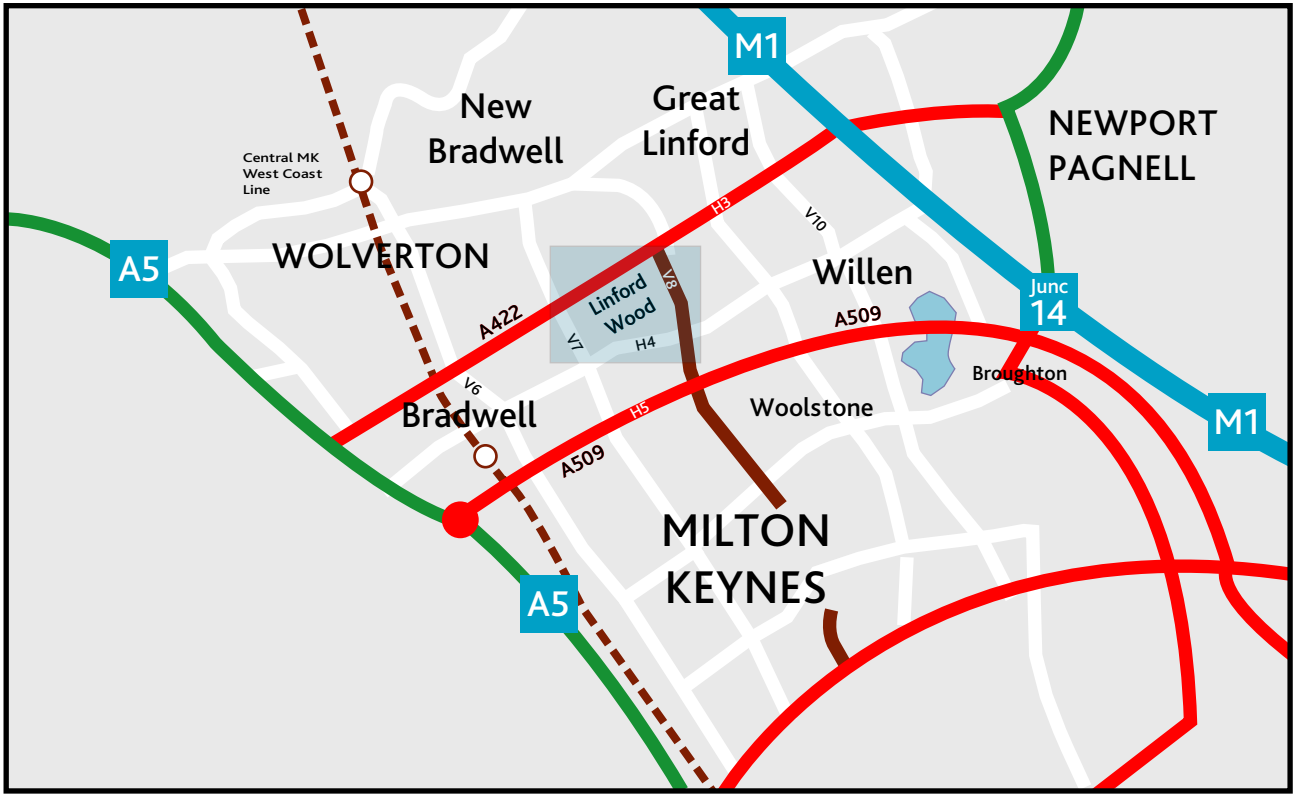 M1
New
Bradwell
Great
Linford
NEWPORT
PAGNELL
Central MK
West Coast
Line
H3
V10
WOLVERTON
A5
Willen
V8
Linford
Wood
Junc
14
A422
A509
V7
H4
Broughton
V6
Bradwell
H5
Woolstone
M1
A509
MILTON
KEYNES
A5